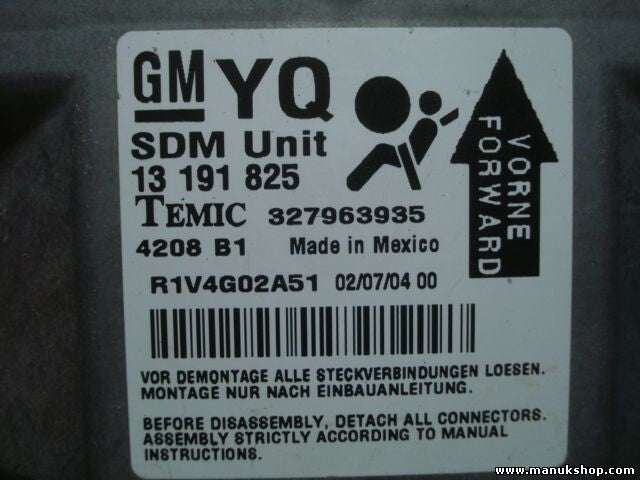 GM YQ
SDM Unit
13 191 825
TEMIC 327963935
4208 B1 Made in Mexico
R1V4G02A51 02/07/04 00
VORNE
FORWARD
VOR DEMONTAGE ALLE STECKVERBINDUNGEN LOESEN.
MONTAGE NUR NACH EINBAUANLEITUNG.
BEFORE DISASSEMBLY, DETACH ALL CONNECTORS.
ASSEMBLY STRICTLY ACCORDING TO MANUAL
INSTRUCTIONS.
www.manukshop.com